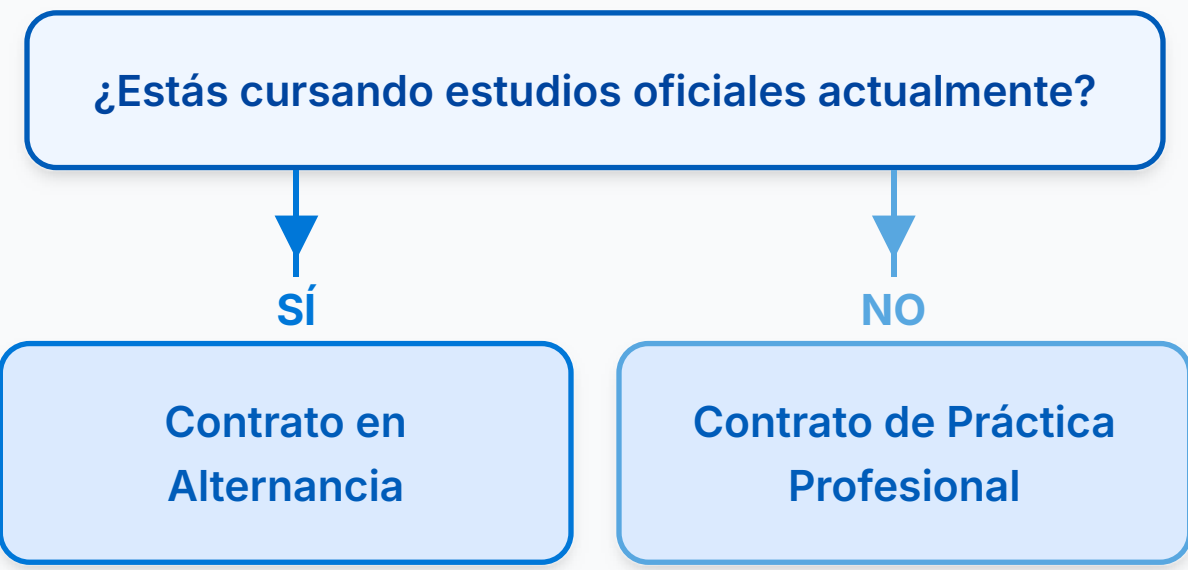 ¿Estás cursando estudios oficiales actualmente?
SÍ
NO
Contrato en
Alternancia
Contrato de Práctica
Profesional